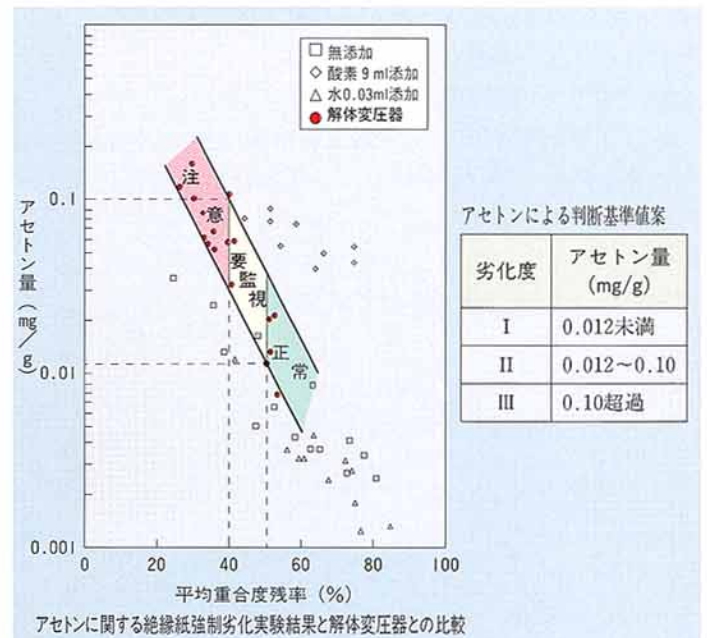 □ 無添加
◇ 酸素9ml添加
△ 水0.03ml添加
● 解体変圧器
注
意
要
監
視
正
常
アセトン量(mg/g)
0.1
0.01
0.001
0
20
40
60
80
100
平均重合度残率(%)
アセトンによる判断基準値案
劣化度 アセトン量(mg/g)
I 0.012未満
II 0.012~0.10
III 0.10超過
アセトンに関する絶縁紙強制劣化実験結果と解体変圧器との比較